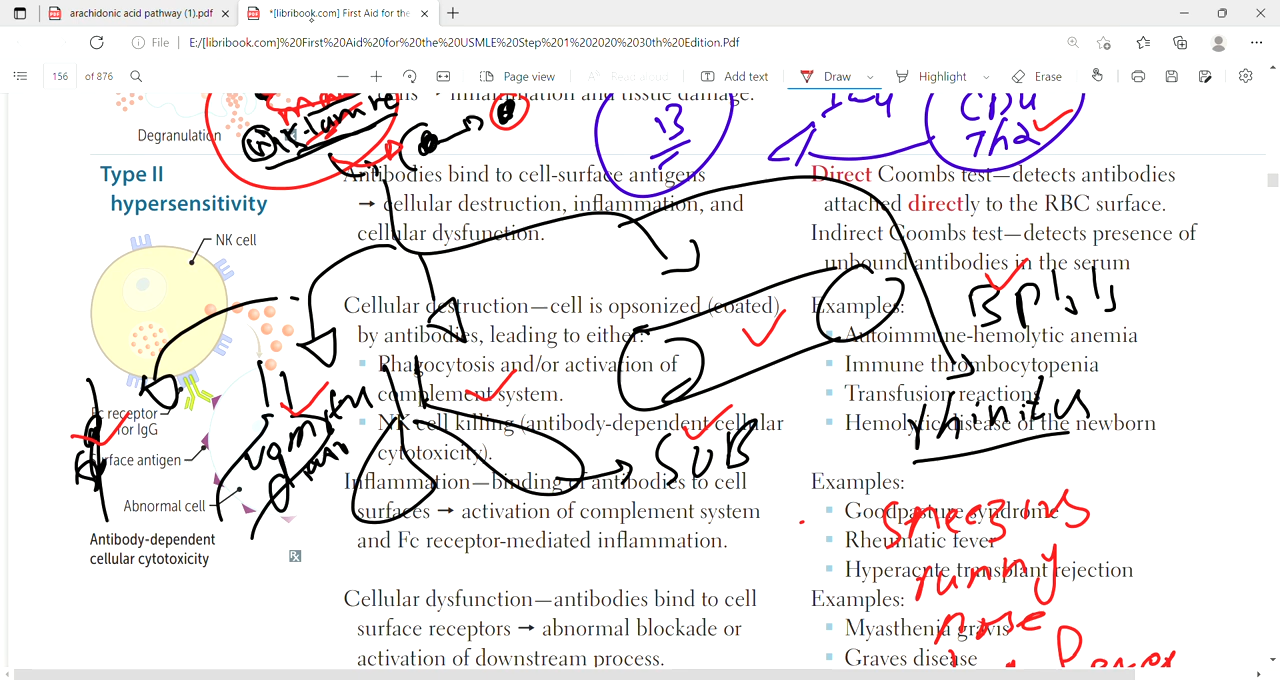 arachidonic acid pathway (1).pdf
*[libribook.com] First Aid for the
File E:/[libribook.com]%20First%20Aid%20for%20the%20USMLE%20Step%201%202020%2030th%20Edition.Pdf
156 of 876 Page view Read aloud Add text Draw Highlight Erase
inflammation and tissue damage.
Degranulation
13
CD4
Th2
Type II
hypersensitivity
NK cell
Fc receptor
for IgG
Surface antigen
Abnormal cell
Antibody-dependent
cellular cytotoxicity
Antibodies bind to cell-surface antigens
→ cellular destruction, inflammation, and
cellular dysfunction.
Cellular destruction—cell is opsonized (coated)
by antibodies, leading to either:
Phagocytosis and/or activation of
complement system.
NK cell killing (antibody-dependent cellular
cytotoxicity).
Inflammation—binding of antibodies to cell
surfaces → activation of complement system
and Fc receptor-mediated inflammation.
Cellular dysfunction—antibodies bind to cell
surface receptors → abnormal blockade or
activation of downstream process.
SOB
Direct Coombs test—detects antibodies
attached directly to the RBC surface.
Indirect Coombs test—detects presence of
unbound antibodies in the serum
Examples:
Autoimmune-hemolytic anemia
Immune thrombocytopenia
Transfusion reactions
Hemolytic disease of the newborn
Examples:
Goodpasture syndrome
Rheumatic fever
Hyperacute transplant rejection
Examples:
Myasthenia gravis
Graves disease
rhinitus
sneezing
runny
nose